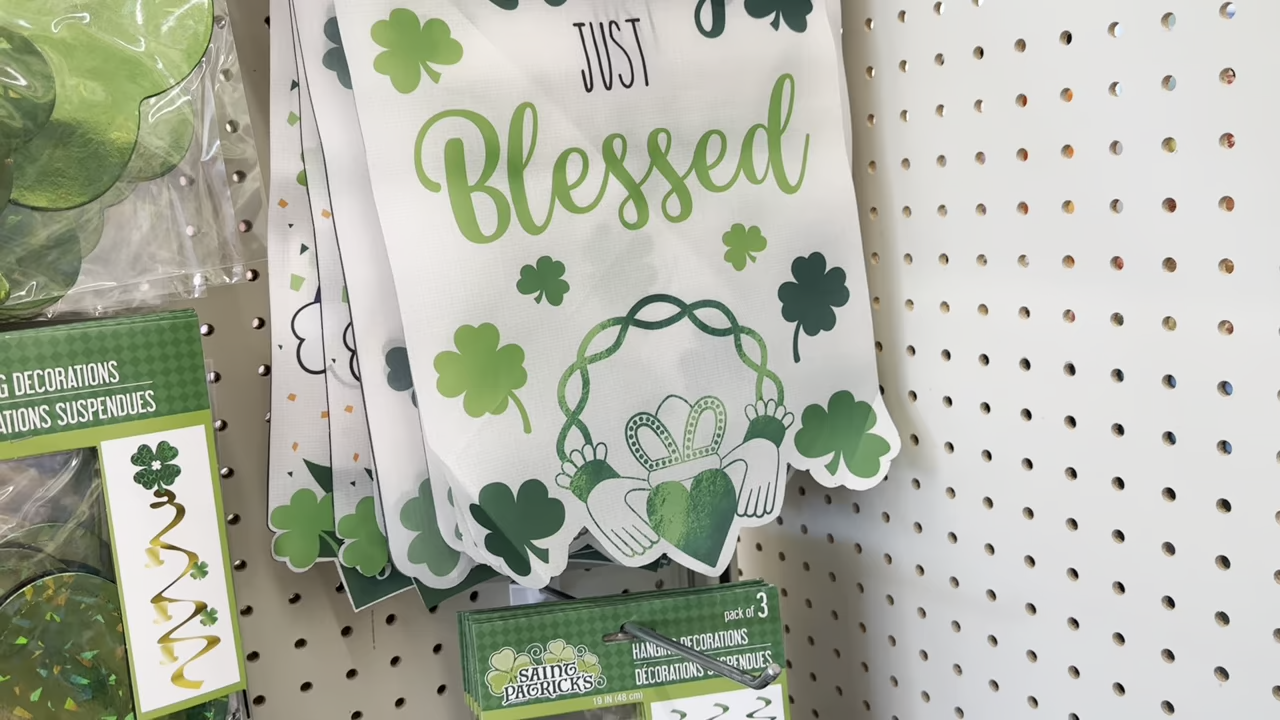 JUST
Blessed
G DECORATIONS
ATIONS SUSPENDUES
pack of 3
HANGING DECORATIONS
DÉCORATIONS SUSPENDUES
SAINT
PATRICK'S
19 IN (48 cm)